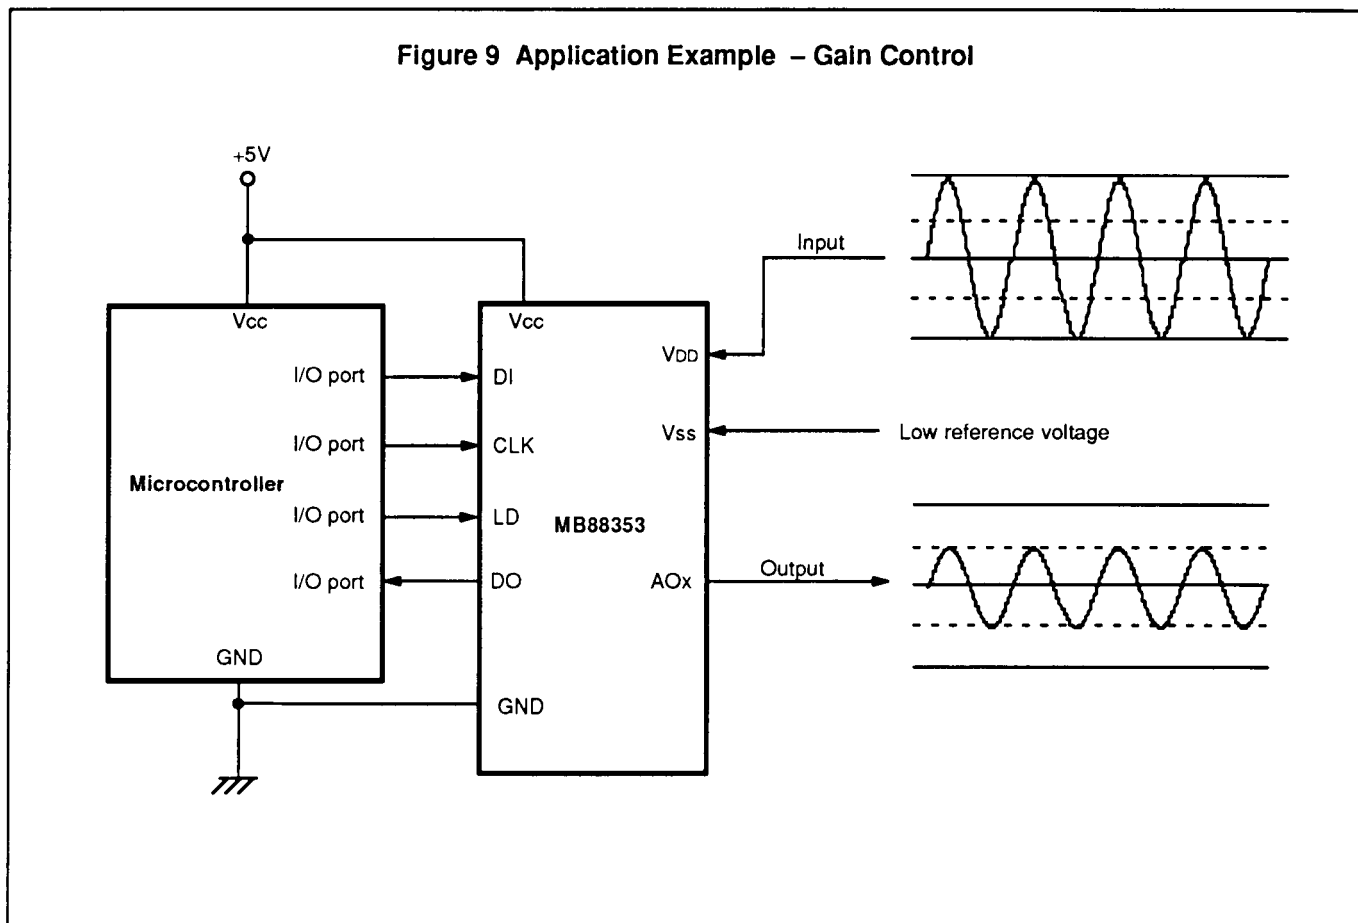 Figure 9 Application Example – Gain Control
+5V
Vcc
I/O port
I/O port
Microcontroller
I/O port
I/O port
GND
Vcc
DI
CLK
LD
DO
GND
MB88353
VDD
Vss
AOx
Input
Low reference voltage
Output